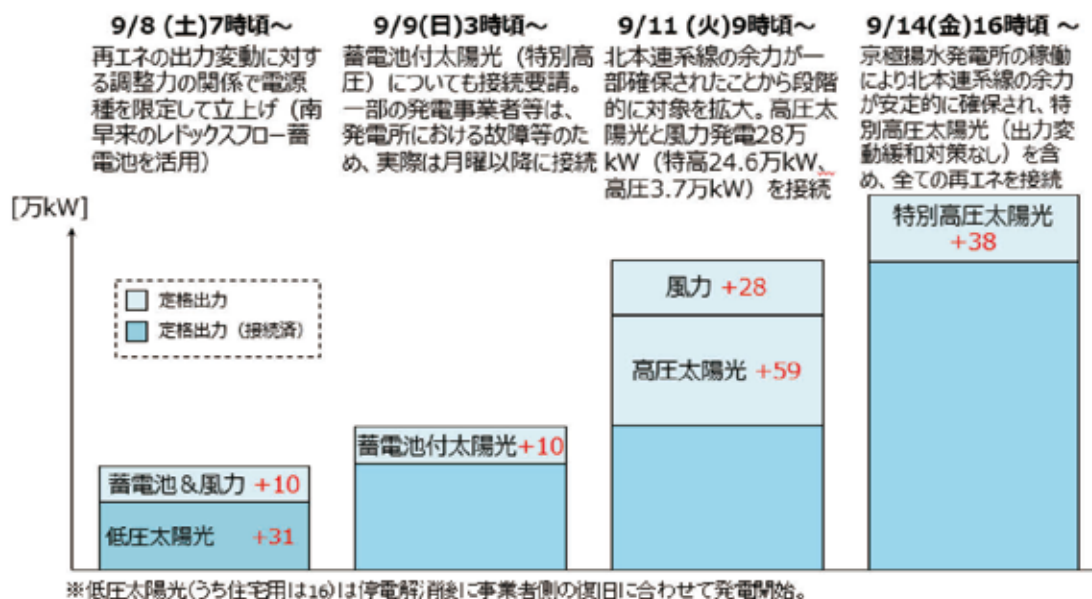 9/8 (土)7時頃～
再エネの出力変動に対す
る調整力の関係で電源
種を限定して立上げ（南
早来のレドックスフロー蓄
電池を活用）
9/9(日)3時頃～
蓄電池付太陽光（特別高
圧）についても接続要請。
一部の発電事業者等は、
発電所における故障等のた
め、実際は月曜以降に接続
9/11 (火)9時頃～
北本連系線の余力が一
部確保されたことから段階
的に対象を拡大。高圧太
陽光と風力発電28万
kW（特高24.6万kW、
高圧3.7万kW）を接続
9/14(金)16時頃 ～
京極揚水発電所の稼働
により北本連系線の余力
が安定的に確保され、特
別高圧太陽光（出力変
動緩和対策なし）を含
め、全ての再エネを接続
[万kW]
定格出力
定格出力（接続済）
蓄電池＆風力 +10
低圧太陽光 +31
蓄電池付太陽光+10
風力 +28
高圧太陽光 +59
特別高圧太陽光
+38
※低圧太陽光(うち住宅用は16)は停電解消後に事業者側の復旧に合わせて発電開始。